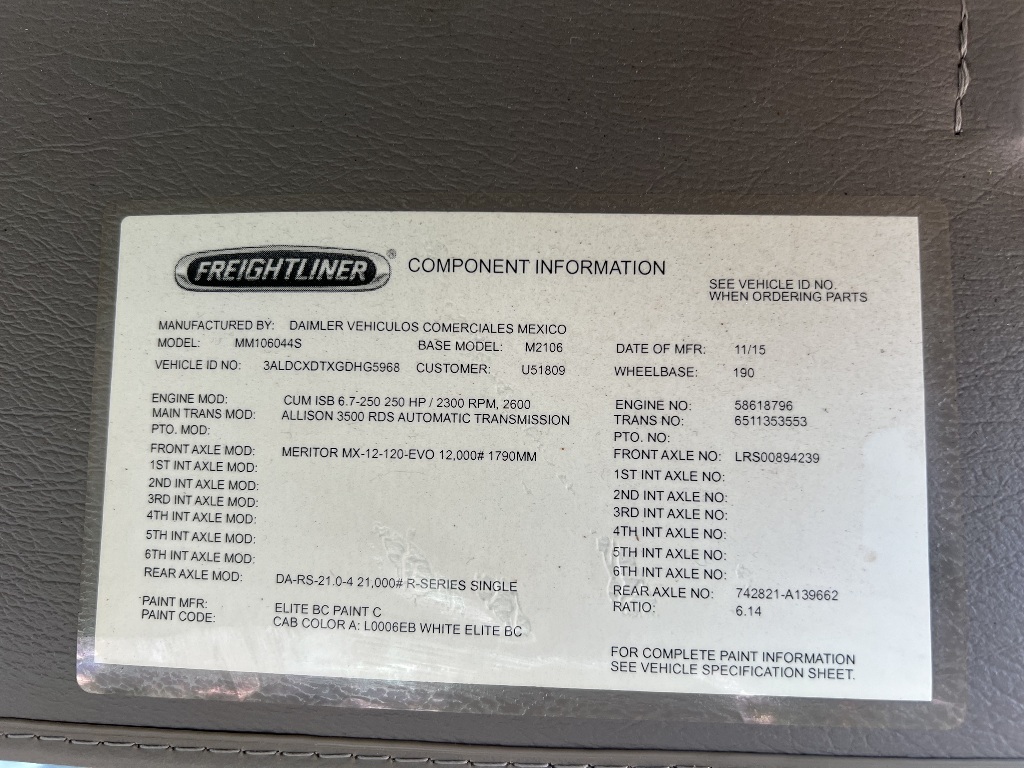 FREIGHTLINER® COMPONENT INFORMATION
SEE VEHICLE ID NO.
WHEN ORDERING PARTS
MANUFACTURED BY: DAIMLER VEHICULOS COMERCIALES MEXICO
MODEL: MM106044S BASE MODEL: M2106 DATE OF MFR: 11/15
VEHICLE ID NO: 3ALDCXDTXGDHG5968 CUSTOMER: U51809 WHEELBASE: 190
ENGINE MOD: CUM ISB 6.7-250 250 HP / 2300 RPM, 2600 ENGINE NO: 58618796
MAIN TRANS MOD: ALLISON 3500 RDS AUTOMATIC TRANSMISSION TRANS NO: 6511353553
PTO. MOD: PTO. NO:
FRONT AXLE MOD: MERITOR MX-12-120-EVO 12,000# 1790MM FRONT AXLE NO: LRS00894239
1ST INT AXLE MOD: 1ST INT AXLE NO:
2ND INT AXLE MOD: 2ND INT AXLE NO:
3RD INT AXLE MOD: 3RD INT AXLE NO:
4TH INT AXLE MOD: 4TH INT AXLE NO:
5TH INT AXLE MOD: 5TH INT AXLE NO:
6TH INT AXLE MOD: 6TH INT AXLE NO:
REAR AXLE MOD: DA-RS-21.0-4 21,000# R-SERIES SINGLE REAR AXLE NO: 742821-A139662
RATIO: 6.14
PAINT MFR: ELITE BC PAINT C
PAINT CODE: CAB COLOR A: L0006EB WHITE ELITE BC
FOR COMPLETE PAINT INFORMATION
SEE VEHICLE SPECIFICATION SHEET.